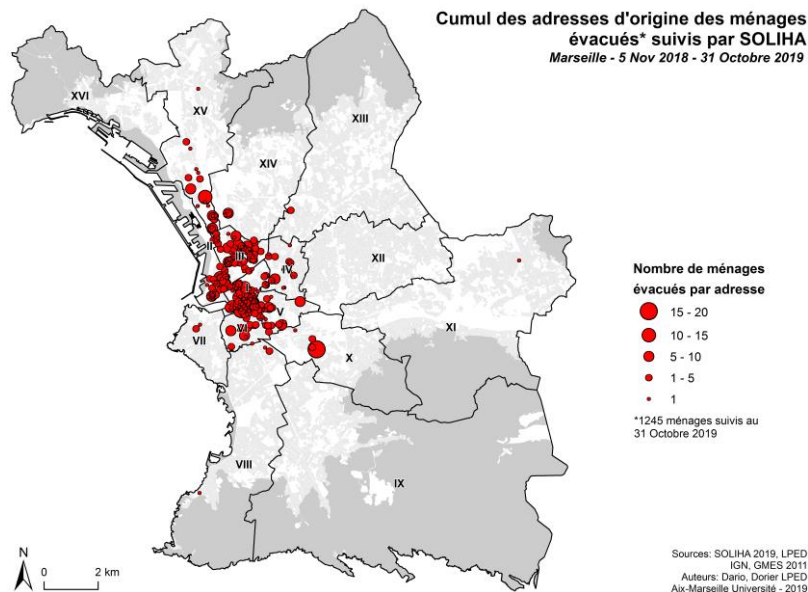 Cumul des adresses d'origine des ménages
évacués* suivis par SOLIHA
Marseille - 5 Nov 2018 - 31 Octobre 2019
XVI
XV
XIII
XIV
II
III
IV
XII
I
V
VI
VII
X
XI
VIII
IX
Nombre de ménages
évacués par adresse
15 - 20
10 - 15
5 - 10
1 - 5
1
*1245 ménages suivis au
31 Octobre 2019
N
0 2 km
Sources: SOLIHA 2019, LPED
IGN, GMES 2011
Auteurs: Dario, Dorier LPED
Aix-Marseille Université - 2019